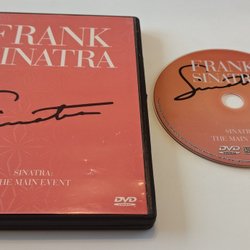 FRANK
SINATRA
Sinatra
SINATRA:
THE MAIN EVENT
DVD
FRANK
SINATRA
Sinatra
SINATRA
THE MAIN EVENT
DVD